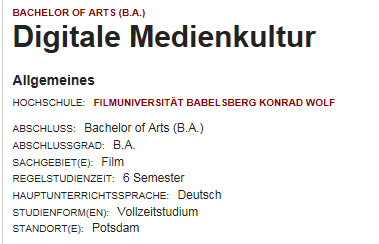 BACHELOR OF ARTS (B.A.)
Digitale Medienkultur
Allgemeines
HOCHSCHULE: FILMUNIVERSITÄT BABELSBERG KONRAD WOLF
ABSCHLUSS: Bachelor of Arts (B.A.)
ABSCHLUSSGRAD: B.A.
SACHGEBIET(E): Film
REGELSTUDIENZEIT: 6 Semester
HAUPTUNTERRICHTSSPRACHE: Deutsch
STUDIENFORM(EN): Vollzeitstudium
STANDORT(E): Potsdam